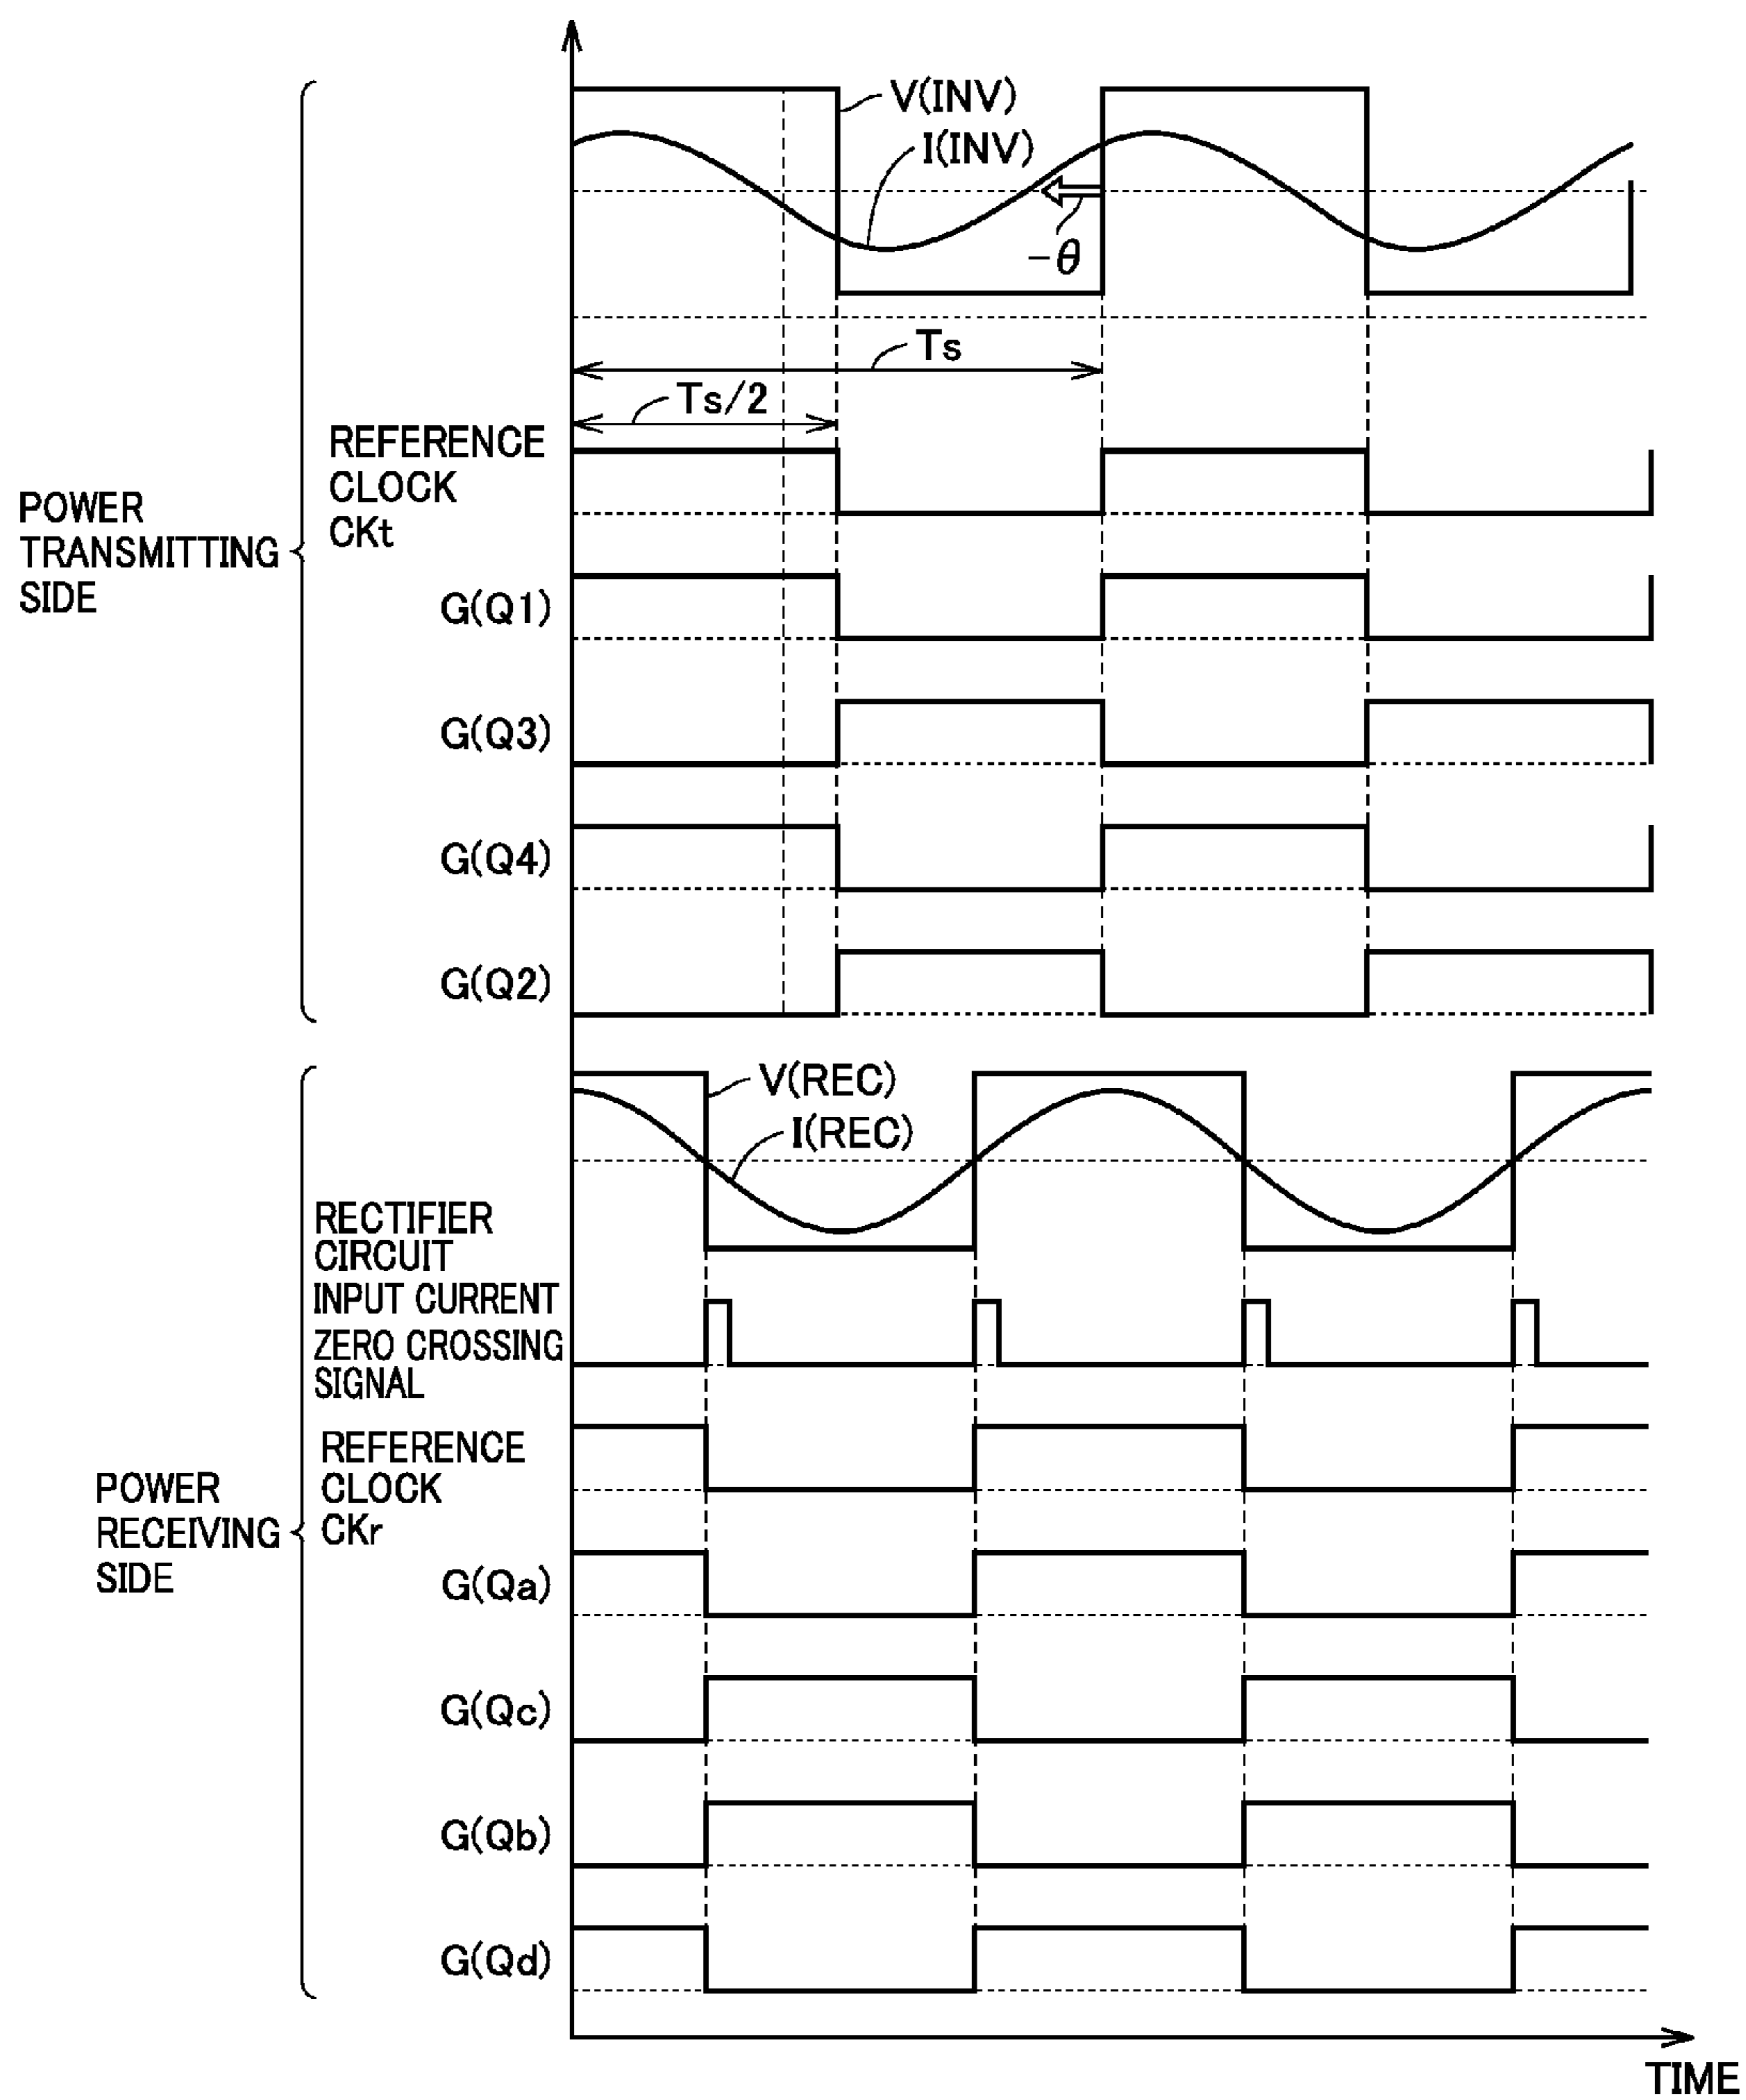 V(INV)
I(INV)
-θ
Ts
Ts/2
POWER
TRANSMITTING
SIDE
REFERENCE
CLOCK
CKt
G(Q1)
G(Q3)
G(Q4)
G(Q2)
V(REC)
I(REC)
POWER
RECEIVING
SIDE
RECTIFIER
CIRCUIT
INPUT CURRENT
ZERO CROSSING
SIGNAL
REFERENCE
CLOCK
CKr
G(Qa)
G(Qc)
G(Qb)
G(Qd)
TIME